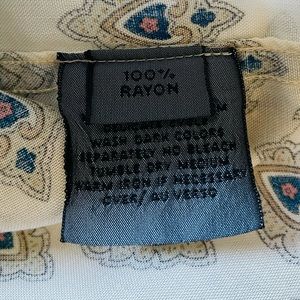 100%
RAYON
WASH DARK COLORS
SEPARATELY NO BLEACH
TUMBLE DRY MEDIUM
WARM IRON IF NECESSARY
OVER/ AU VERSO